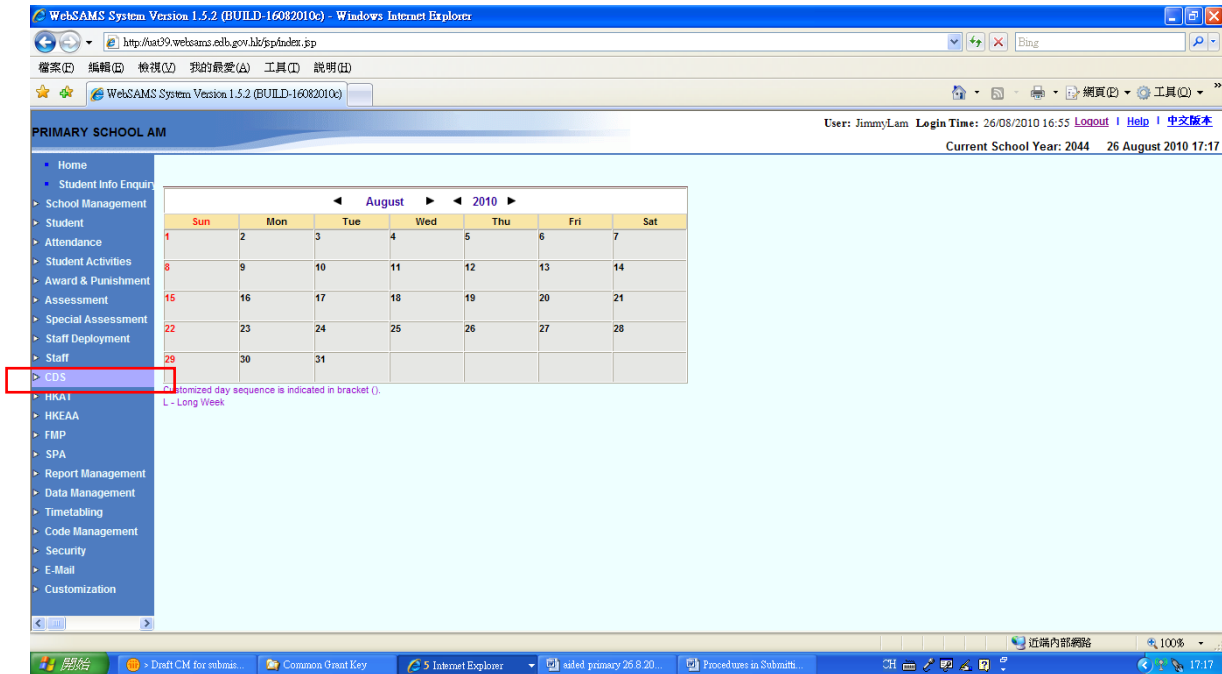 WebSAMS System Version 1.5.2 (BUILD-16082010c) - Windows Internet Explorer
http://uat39.websams.edb.gov.hk/jsp/index.jsp
Bing
檔案(F) 編輯(E) 檢視(V) 我的最愛(A) 工具(T) 說明(H)
WebSAMS System Version 1.5.2 (BUILD-16082010c)
網頁(P) 工具(O)
PRIMARY SCHOOL AM
User: JimmyLam Login Time: 26/08/2010 16:55 Logout | Help | 中文版本
Current School Year: 2044 26 August 2010 17:17
Home
Student Info Enquiry
School Management
Student
Attendance
Student Activities
Award & Punishment
Assessment
Special Assessment
Staff Deployment
Staff
CDS
HKAT
HKEAA
FMP
SPA
Report Management
Data Management
Timetabling
Code Management
Security
E-Mail
Customization
August 2010
Sun Mon Tue Wed Thu Fri Sat
1 2 3 4 5 6 7
8 9 10 11 12 13 14
15 16 17 18 19 20 21
22 23 24 25 26 27 28
29 30 31
Customized day sequence is indicated in bracket ().
L - Long Week
近端內部網路 100%
開始 > Draft CM for submis... Common Grant Key 5 Internet Explorer aided primary 26.8.20... Procedures in Submitti... CH 17:17